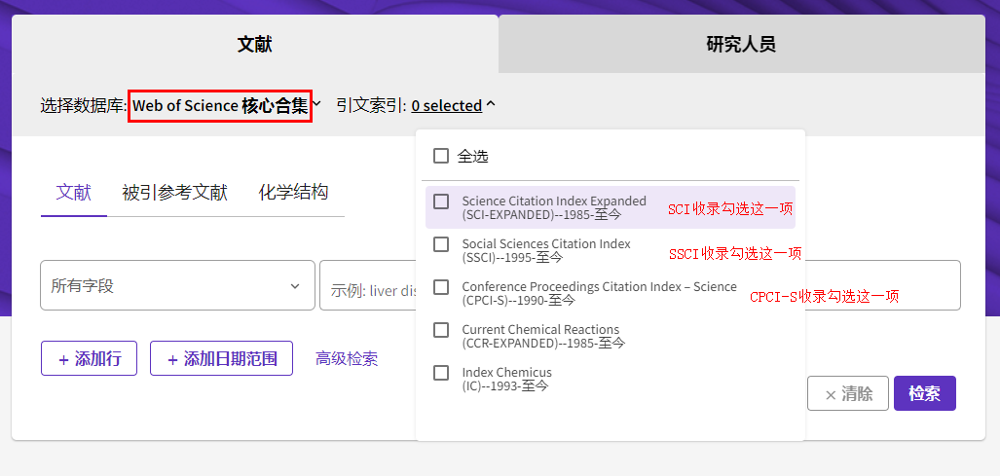 文献
研究人员
选择数据库: Web of Science 核心合集 引文索引: 0 selected
全选
文献 被引参考文献 化学结构
Science Citation Index Expanded
(SCI-EXPANDED)--1985-至今
SCI收录勾选这一项
Social Sciences Citation Index
(SSCI)--1995-至今
SSCI收录勾选这一项
所有字段
示例: liver dis
Conference Proceedings Citation Index – Science
(CPCI-S)--1990-至今
CPCI-S收录勾选这一项
Current Chemical Reactions
(CCR-EXPANDED)--1985-至今
+ 添加行 + 添加日期范围 高级检索
Index Chemicus
(IC)--1993-至今
× 清除 检索